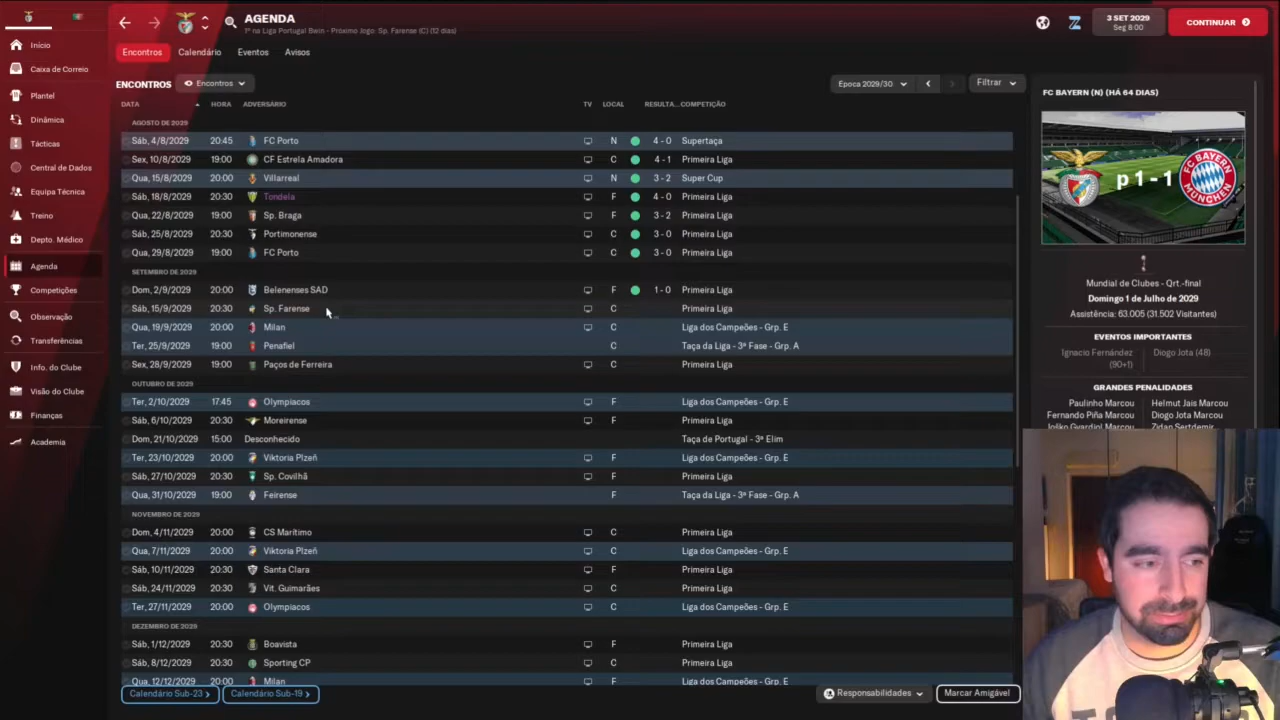 AGENDA
1º na Liga Portugal Bwin - Próximo Jogo: Sp. Farense (C) (12 dias)
3 SET 2029
Seg 8:00
CONTINUAR
Início
Caixa de Correio
Plantel
Dinâmica
Tácticas
Central de Dados
Equipa Técnica
Treino
Depto. Médico
Agenda
Competições
Observação
Transferências
Info. do Clube
Visão do Clube
Finanças
Academia
Encontros Calendário Eventos Avisos
ENCONTROS Encontros Época 2029/30 Filtrar
DATA HORA ADVERSÁRIO TV LOCAL RESULTA... COMPETIÇÃO
AGOSTO DE 2029
Sáb, 4/8/2029 20:45 FC Porto N 4 - 0 Supertaça
Sex, 10/8/2029 19:00 CF Estrela Amadora C 4 - 1 Primeira Liga
Qua, 15/8/2029 20:00 Villarreal N 3 - 2 Super Cup
Sáb, 18/8/2029 20:30 Tondela F 4 - 0 Primeira Liga
Qua, 22/8/2029 19:00 Sp. Braga F 3 - 2 Primeira Liga
Sáb, 25/8/2029 20:30 Portimonense C 3 - 0 Primeira Liga
Qua, 29/8/2029 19:00 FC Porto C 3 - 0 Primeira Liga
SETEMBRO DE 2029
Dom, 2/9/2029 20:00 Belenenses SAD F 1 - 0 Primeira Liga
Sáb, 15/9/2029 20:30 Sp. Farense C Primeira Liga
Qua, 19/9/2029 20:00 Milan C Liga dos Campeões - Grp. E
Ter, 25/9/2029 19:00 Penafiel C Taça da Liga - 3ª Fase - Grp. A
Sex, 28/9/2029 19:00 Paços de Ferreira C Primeira Liga
OUTUBRO DE 2029
Ter, 2/10/2029 17:45 Olympiacos F Liga dos Campeões - Grp. E
Sáb, 6/10/2029 20:30 Moreirense F Primeira Liga
Dom, 21/10/2029 15:00 Desconhecido Taça de Portugal - 3ª Elim
Ter, 23/10/2029 20:00 Viktoria Plzeň F Liga dos Campeões - Grp. E
Sáb, 27/10/2029 20:30 Sp. Covilhã F Primeira Liga
Qua, 31/10/2029 19:00 Feirense F Taça da Liga - 3ª Fase - Grp. A
NOVEMBRO DE 2029
Dom, 4/11/2029 20:00 CS Marítimo C Primeira Liga
Qua, 7/11/2029 20:00 Viktoria Plzeň C Liga dos Campeões - Grp. E
Sáb, 10/11/2029 20:30 Santa Clara F Primeira Liga
Sáb, 24/11/2029 20:30 Vit. Guimarães C Primeira Liga
Ter, 27/11/2029 20:00 Olympiacos C Liga dos Campeões - Grp. E
DEZEMBRO DE 2029
Sáb, 1/12/2029 20:30 Boavista F Primeira Liga
Sáb, 8/12/2029 20:30 Sporting CP C Primeira Liga
Qua, 12/12/2029 20:00 Milan F Liga dos Campeões - Grp. E
Calendário Sub-23 Calendário Sub-19 Responsabilidades Marcar Amigável
FC BAYERN (N) (HÁ 64 DIAS)
p 1 - 1
FC BAYERN
MÜNCHEN
Mundial de Clubes - Qrt.-final
Domingo 1 de Julho de 2029
Assistência: 63.005 (31.502 Visitantes)
EVENTOS IMPORTANTES
Ignacio Fernández Diogo Jota (48)
(90+1)
GRANDES PENALIDADES
Paulinho Marcou Helmut Jais Marcou
Fernando Piña Marcou Diogo Jota Marcou
Joško Gvardiol Marcou Zidan Sertdemir